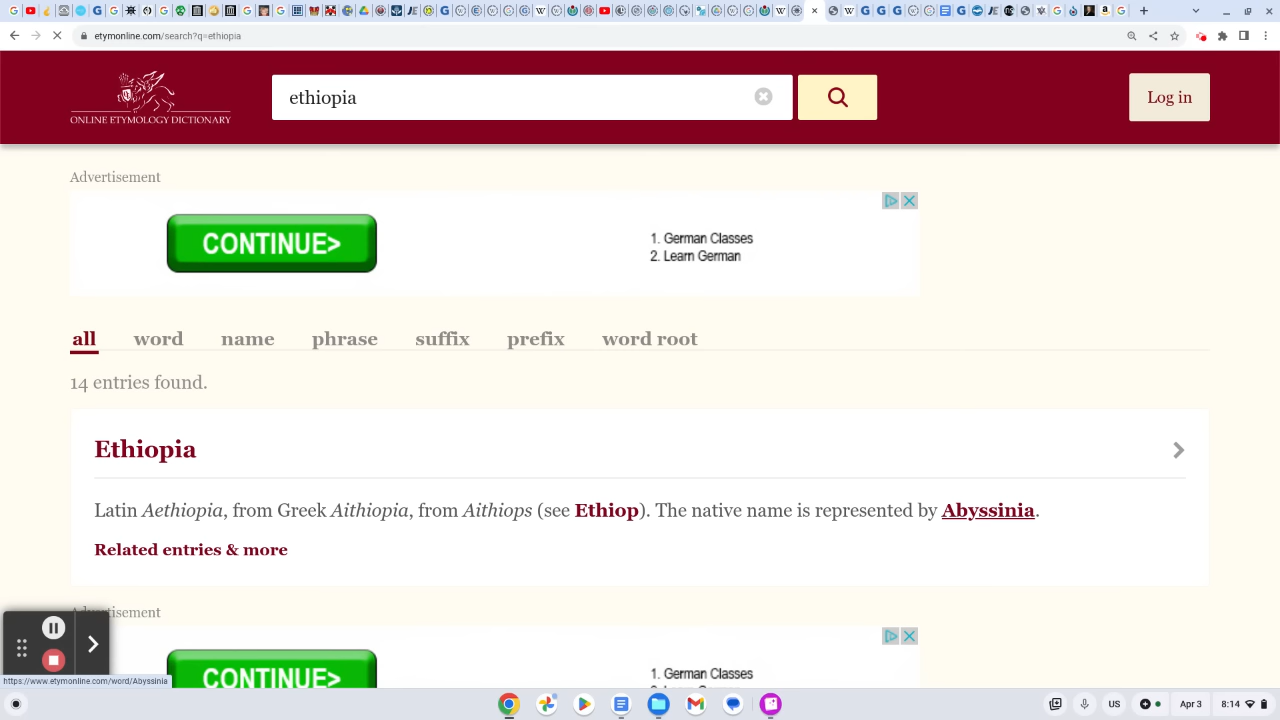 etymonline.com/search?q=ethiopia
ONLINE ETYMOLOGY DICTIONARY
ethiopia
Log in
Advertisement
CONTINUE>
1. German Classes
2. Learn German
all word name phrase suffix prefix word root
14 entries found.
Ethiopia
Latin Aethiopia, from Greek Aithiopia, from Aithiops (see Ethiop). The native name is represented by Abyssinia.
Related entries & more
Advertisement
CONTINUE>
1. German Classes
https://www.etymonline.com/word/Abyssinia
US
Apr 3
8:14